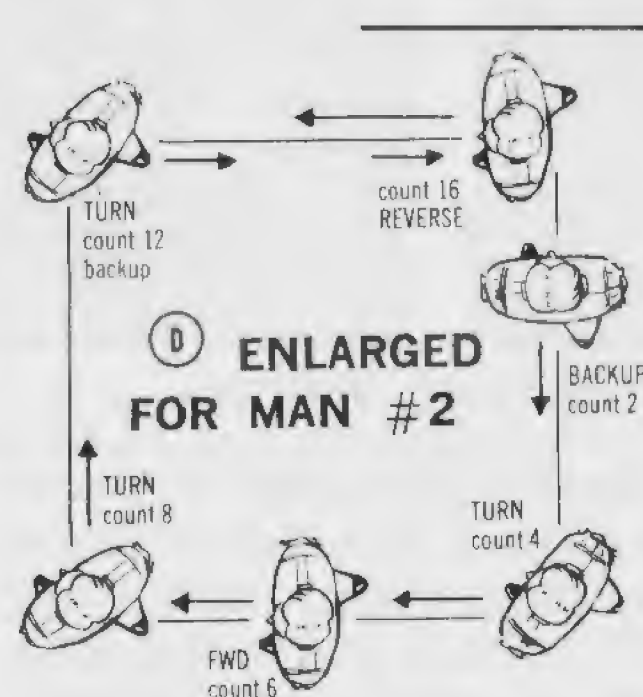 TURN
count 12
backup
count 16
REVERSE
D ENLARGED
FOR MAN #2
BACKUP
count 2
TURN
count 8
TURN
count 4
FWD
count 6